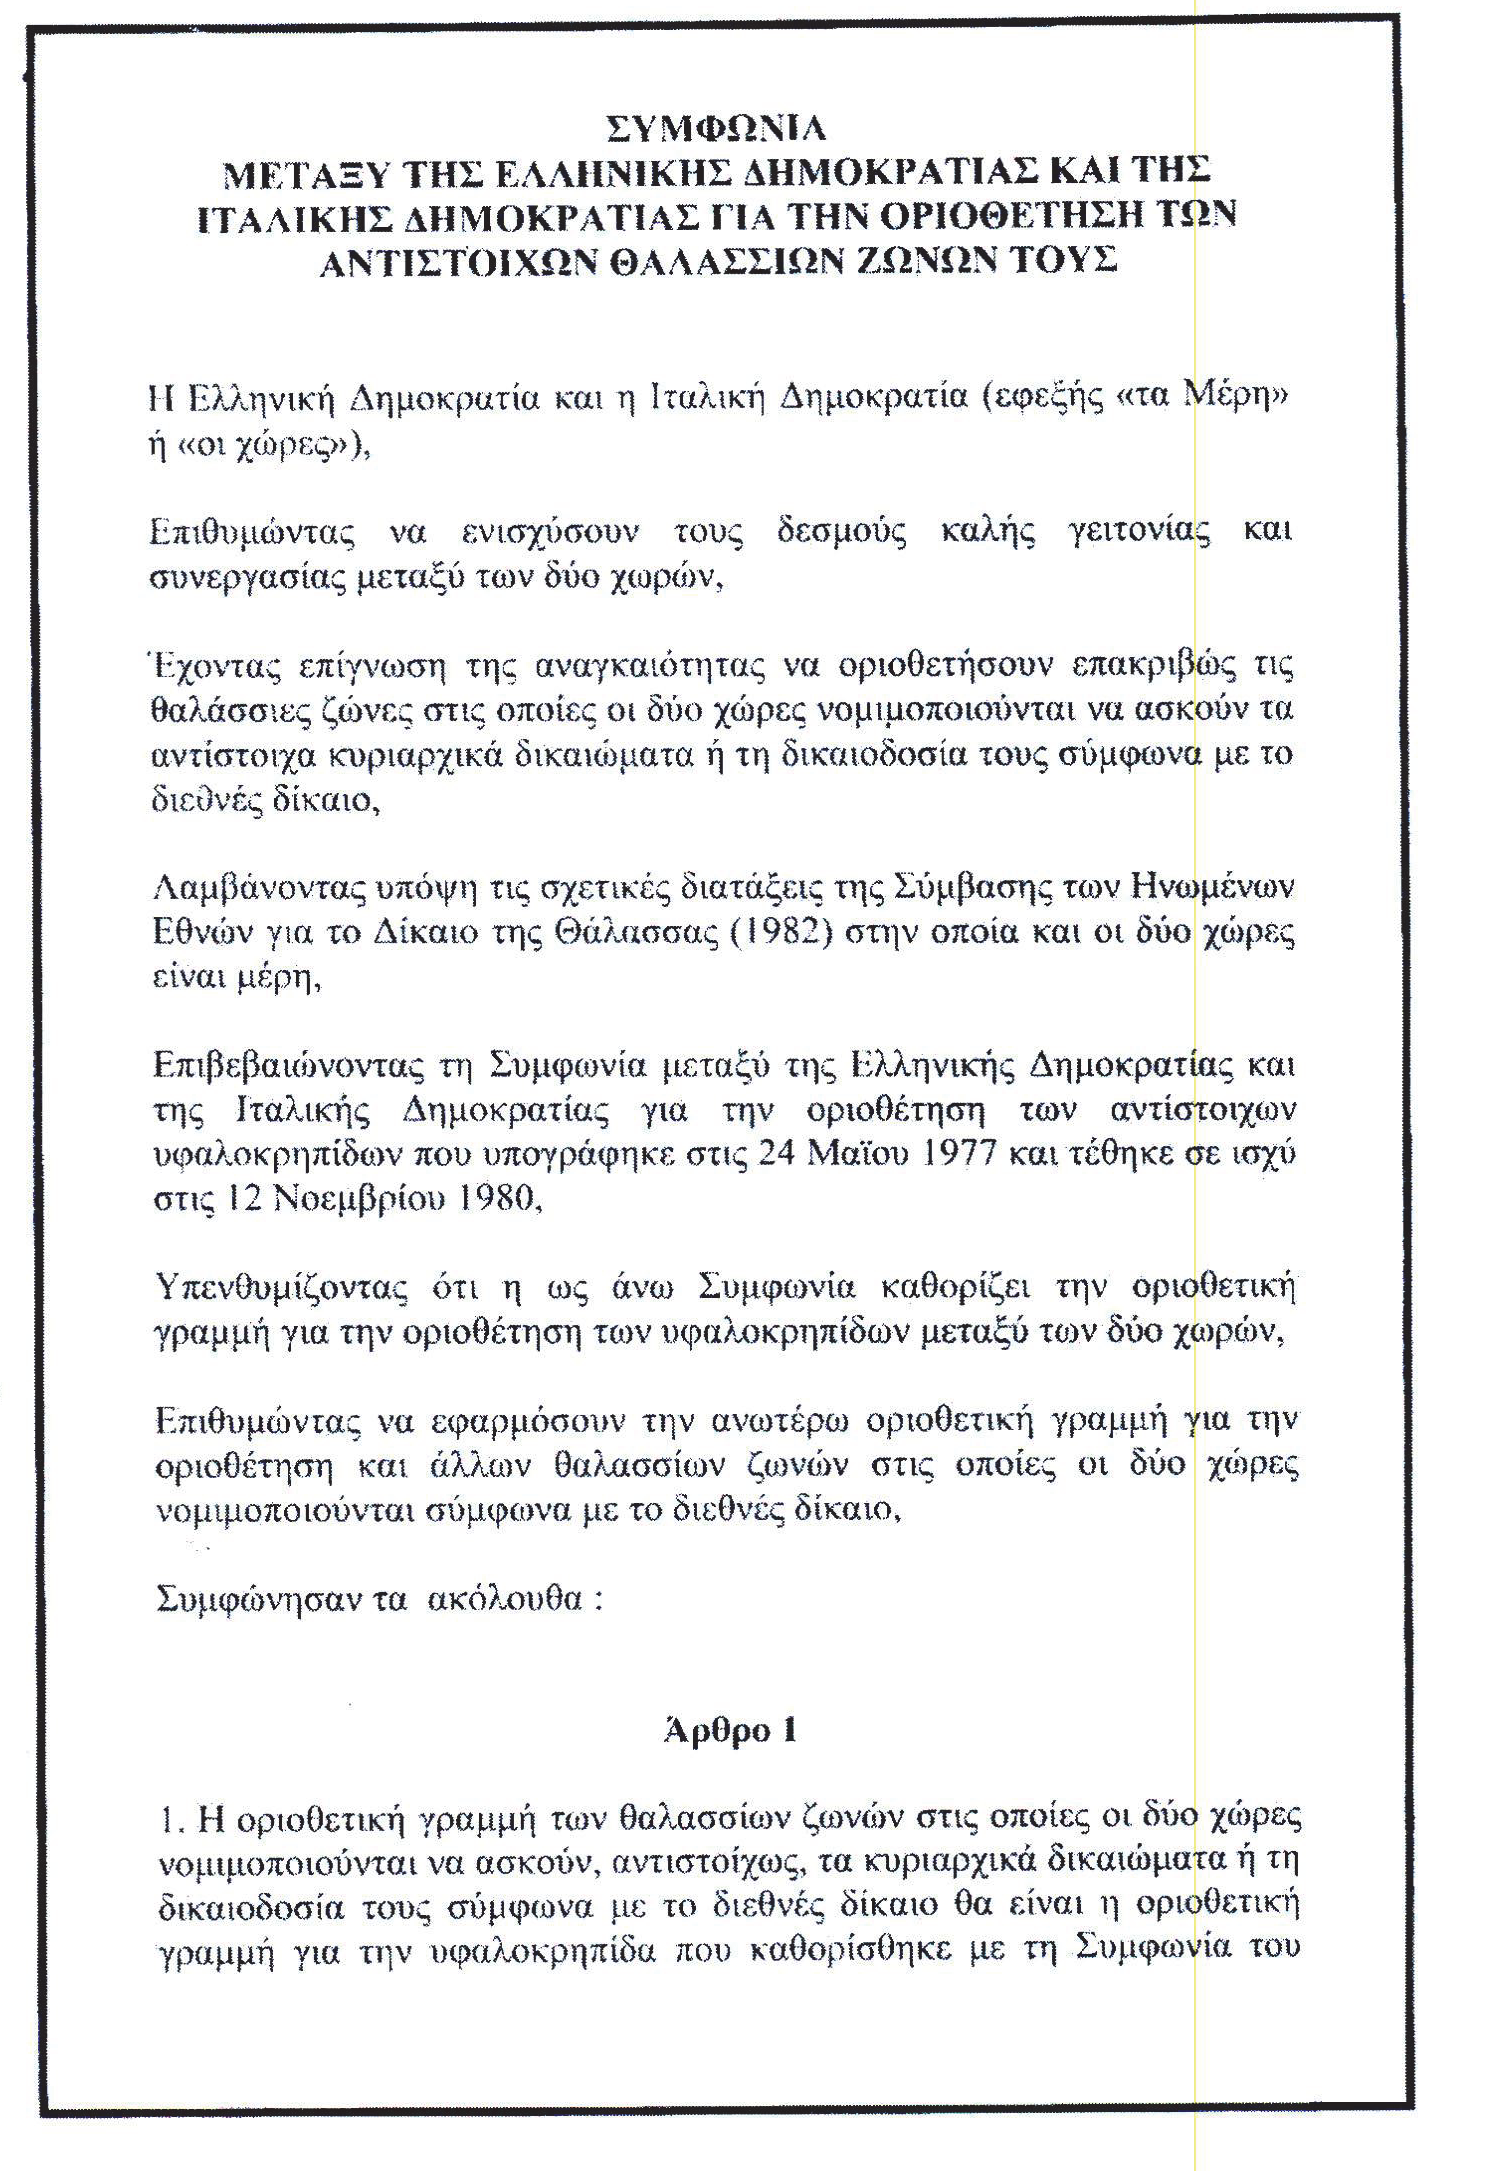 ΣΥΜΦΩΝΙΑ
ΜΕΤΑΞΥ ΤΗΣ ΕΛΛΗΝΙΚΗΣ ΔΗΜΟΚΡΑΤΙΑΣ ΚΑΙ ΤΗΣ
ΙΤΑΛΙΚΗΣ ΔΗΜΟΚΡΑΤΙΑΣ ΓΙΑ ΤΗΝ ΟΡΙΟΘΕΤΗΣΗ ΤΩΝ
ΑΝΤΙΣΤΟΙΧΩΝ ΘΑΛΑΣΣΙΩΝ ΖΩΝΩΝ ΤΟΥΣ
Η Ελληνική Δημοκρατία και η Ιταλική Δημοκρατία (εφεξής «τα Μέρη»
ή «οι χώρες»),
Επιθυμώντας να ενισχύσουν τους δεσμούς καλής γειτονίας και
συνεργασίας μεταξύ των δύο χωρών,
Έχοντας επίγνωση της αναγκαιότητας να οριοθετήσουν επακριβώς τις
θαλάσσιες ζώνες στις οποίες οι δύο χώρες νομιμοποιούνται να ασκούν τα
αντίστοιχα κυριαρχικά δικαιώματα ή τη δικαιοδοσία τους σύμφωνα με το
διεθνές δίκαιο,
Λαμβάνοντας υπόψη τις σχετικές διατάξεις της Σύμβασης των Ηνωμένων
Εθνών για το Δίκαιο της Θάλασσας (1982) στην οποία και οι δύο χώρες
είναι μέρη,
Επιβεβαιώνοντας τη Συμφωνία μεταξύ της Ελληνικής Δημοκρατίας και
της Ιταλικής Δημοκρατίας για την οριοθέτηση των αντίστοιχων
υφαλοκρηπίδων που υπογράφηκε στις 24 Μαΐου 1977 και τέθηκε σε ισχύ
στις 12 Νοεμβρίου 1980,
Υπενθυμίζοντας ότι η ως άνω Συμφωνία καθορίζει την οριοθετική
γραμμή για την οριοθέτηση των υφαλοκρηπίδων μεταξύ των δύο χωρών,
Επιθυμώντας να εφαρμόσουν την ανωτέρω οριοθετική γραμμή για την
οριοθέτηση και άλλων θαλασσίων ζωνών στις οποίες οι δύο χώρες
νομιμοποιούνται σύμφωνα με το διεθνές δίκαιο,
Συμφώνησαν τα ακόλουθα :
Άρθρο 1
1. Η οριοθετική γραμμή των θαλασσίων ζωνών στις οποίες οι δύο χώρες
νομιμοποιούνται να ασκούν, αντιστοίχως, τα κυριαρχικά δικαιώματα ή τη
δικαιοδοσία τους σύμφωνα με το διεθνές δίκαιο θα είναι η οριοθετική
γραμμή για την υφαλοκρηπίδα που καθορίσθηκε με τη Συμφωνία του